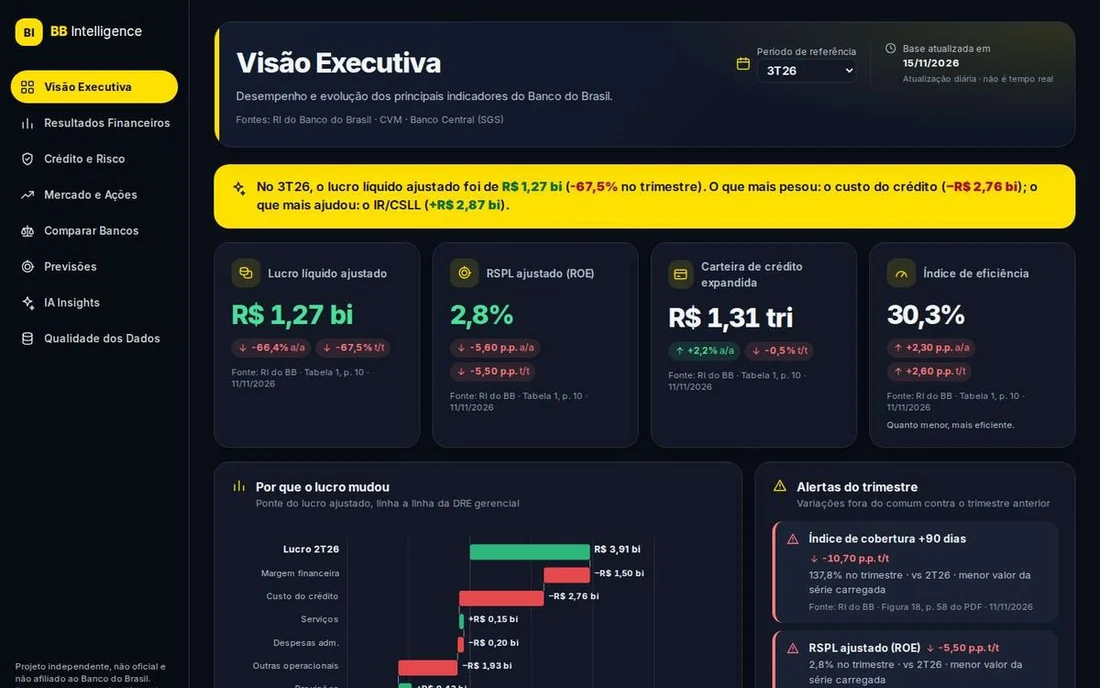 BI
BB Intelligence
Visão Executiva
Resultados Financeiros
Crédito e Risco
Mercado e Ações
Comparar Bancos
Previsões
IA Insights
Qualidade dos Dados
Projeto independente, não oficial e
não afiliado ao Banco do Brasil.
Visão Executiva
Desempenho e evolução dos principais indicadores do Banco do Brasil.
Fontes: RI do Banco do Brasil · CVM · Banco Central (SGS)
Período de referência
3T26
Base atualizada em
15/11/2026
Atualização diária · não é tempo real
No 3T26, o lucro líquido ajustado foi de R$ 1,27 bi (-67,5% no trimestre). O que mais pesou: o custo do crédito (−R$ 2,76 bi); o
que mais ajudou: o IR/CSLL (+R$ 2,87 bi).
Lucro líquido ajustado
R$ 1,27 bi
↓ -66,4% a/a ↓ -67,5% t/t
Fonte: RI do BB · Tabela 1, p. 10 ·
11/11/2026
RSPL ajustado (ROE)
2,8%
↓ -5,60 p.p. a/a
↓ -5,50 p.p. t/t
Fonte: RI do BB · Tabela 1, p. 10 ·
11/11/2026
Carteira de crédito
expandida
R$ 1,31 tri
↑ +2,2% a/a ↓ -0,5% t/t
Fonte: RI do BB · Tabela 1, p. 10 ·
11/11/2026
Índice de eficiência
30,3%
↑ +2,30 p.p. a/a
↑ +2,60 p.p. t/t
Fonte: RI do BB · Tabela 1, p. 10 ·
11/11/2026
Quanto menor, mais eficiente.
Por que o lucro mudou
Ponte do lucro ajustado, linha a linha da DRE gerencial
Lucro 2T26 R$ 3,91 bi
Margem financeira −R$ 1,50 bi
Custo do crédito −R$ 2,76 bi
Serviços +R$ 0,15 bi
Despesas adm. −R$ 0,20 bi
Outras operacionais −R$ 1,93 bi
Alertas do trimestre
Variações fora do comum contra o trimestre anterior
Índice de cobertura +90 dias
↓ -10,70 p.p. t/t
137,8% no trimestre · vs 2T26 · menor valor da
série carregada
Fonte: RI do BB · Figura 18, p. 58 do PDF · 11/11/2026
RSPL ajustado (ROE) ↓ -5,50 p.p. t/t
2,8% no trimestre · vs 2T26 · menor valor da
série carregada